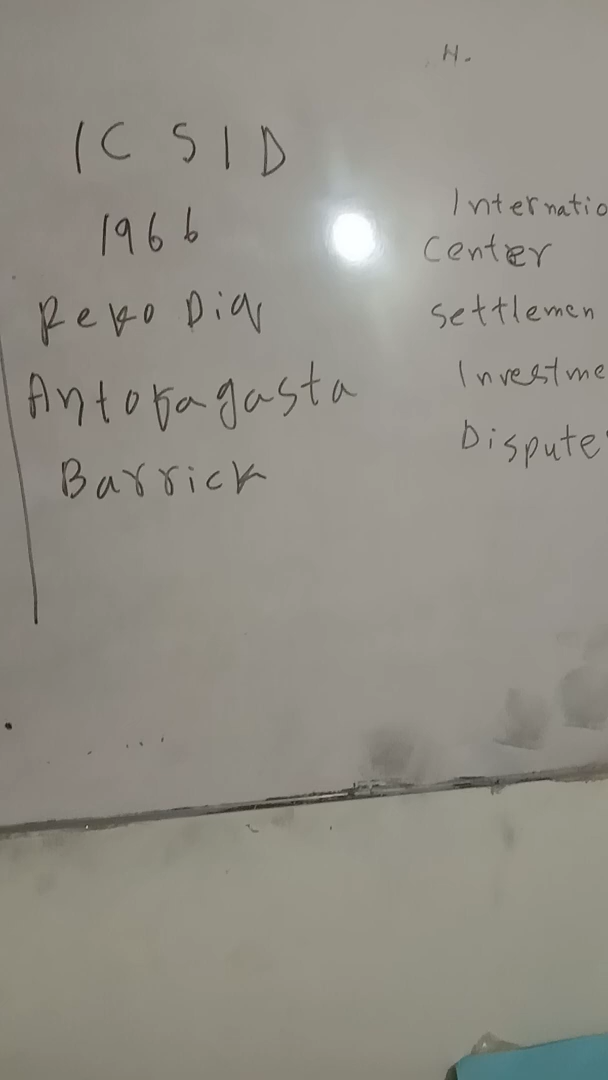 H.
ICSID
1966
Reko Diq
Antofagasta
Barrick
Internatio
Center
Settlemen
Investme
Dispute